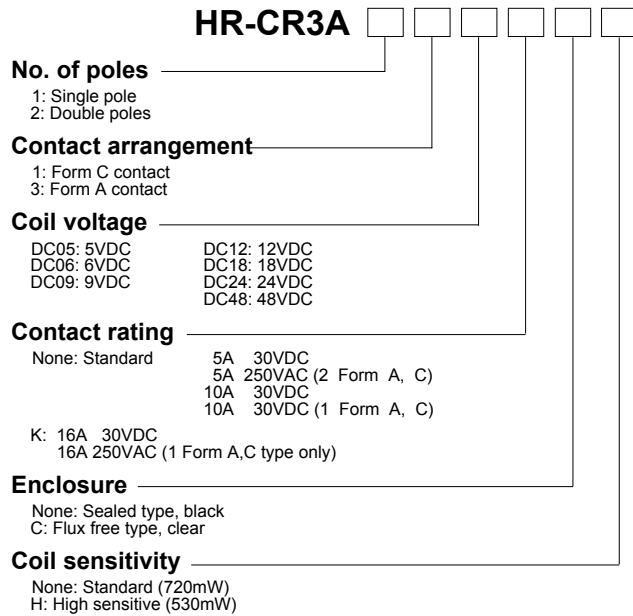 HR-CR3A
No. of poles
1: Single pole
2: Double poles
Contact arrangement
1: Form C contact
3: Form A contact
Coil voltage
DC05: 5VDC DC12: 12VDC
DC06: 6VDC DC18: 18VDC
DC09: 9VDC DC24: 24VDC
DC48: 48VDC
Contact rating
None: Standard 5A 30VDC
5A 250VAC (2 Form A, C)
10A 30VDC
10A 30VDC (1 Form A, C)
K: 16A 30VDC
16A 250VAC (1 Form A,C type only)
Enclosure
None: Sealed type, black
C: Flux free type, clear
Coil sensitivity
None: Standard (720mW)
H: High sensitive (530mW)